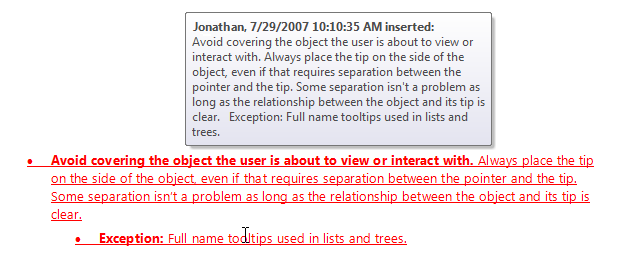 Jonathan, 7/29/2007 10:10:35 AM inserted:
Avoid covering the object the user is about to view or
interact with. Always place the tip on the side of the
object, even if that requires separation between the
pointer and the tip. Some separation isn't a problem as
long as the relationship between the object and its tip is
clear.   Exception: Full name tooltips used in lists and
trees.
• Avoid covering the object the user is about to view or interact with. Always place the tip
on the side of the object, even if that requires separation between the pointer and the tip.
Some separation isn't a problem as long as the relationship between the object and its tip is
clear.
• Exception: Full name tooltips used in lists and trees.